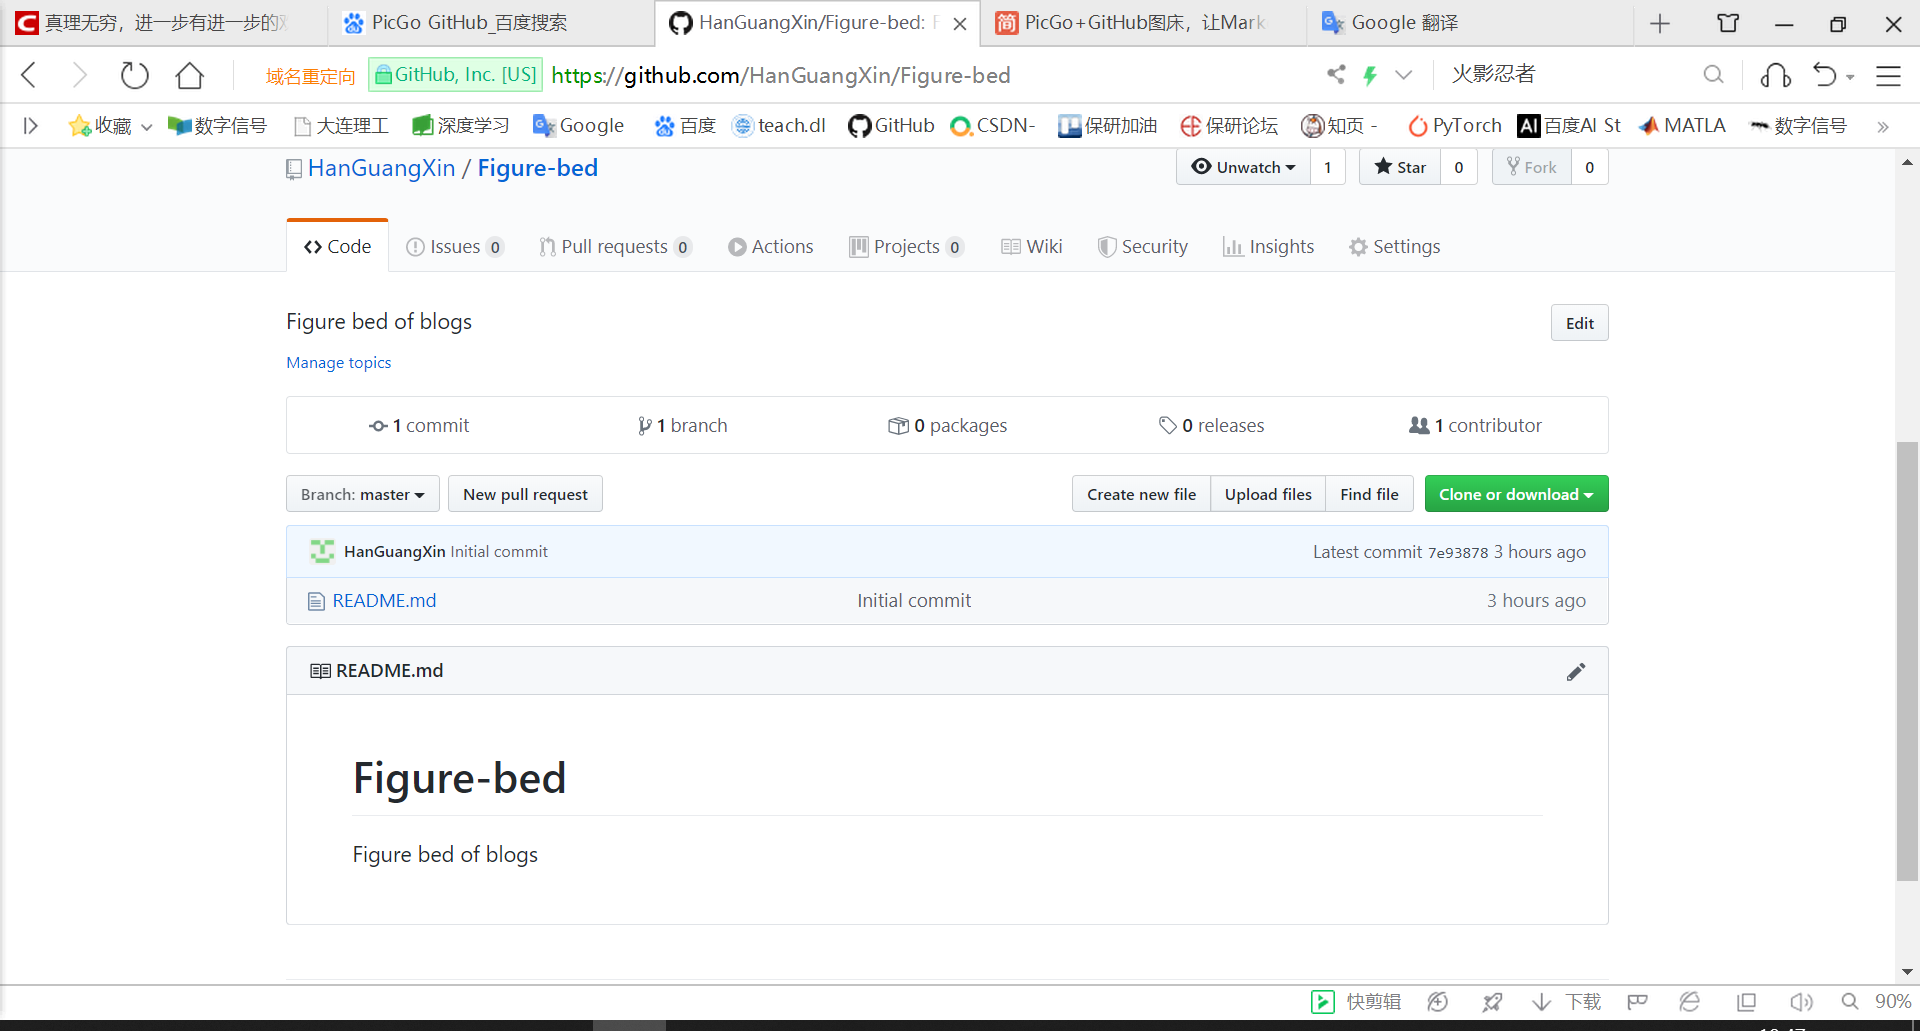 真理无穷，进一步有进一步的
PicGo GitHub_百度搜索
HanGuangXin/Figure-bed: F
简 PicGo+GitHub图床，让Mark
Google 翻译
域名重定向 GitHub, Inc. [US] https://github.com/HanGuangXin/Figure-bed 火影忍者
收藏 数字信号 大连理工 深度学习 Google 百度 teach.dl GitHub CSDN- 保研加油 保研论坛 知页 - PyTorch AI 百度AI St MATLA 数字信号 »
HanGuangXin / Figure-bed Unwatch 1 Star 0 Fork 0
Code Issues 0 Pull requests 0 Actions Projects 0 Wiki Security Insights Settings
Figure bed of blogs Edit
Manage topics
1 commit 1 branch 0 packages 0 releases 1 contributor
Branch: master New pull request Create new file Upload files Find file Clone or download
HanGuangXin Initial commit Latest commit 7e93878 3 hours ago
README.md Initial commit 3 hours ago
README.md
Figure-bed
Figure bed of blogs
快剪辑 下载 90%